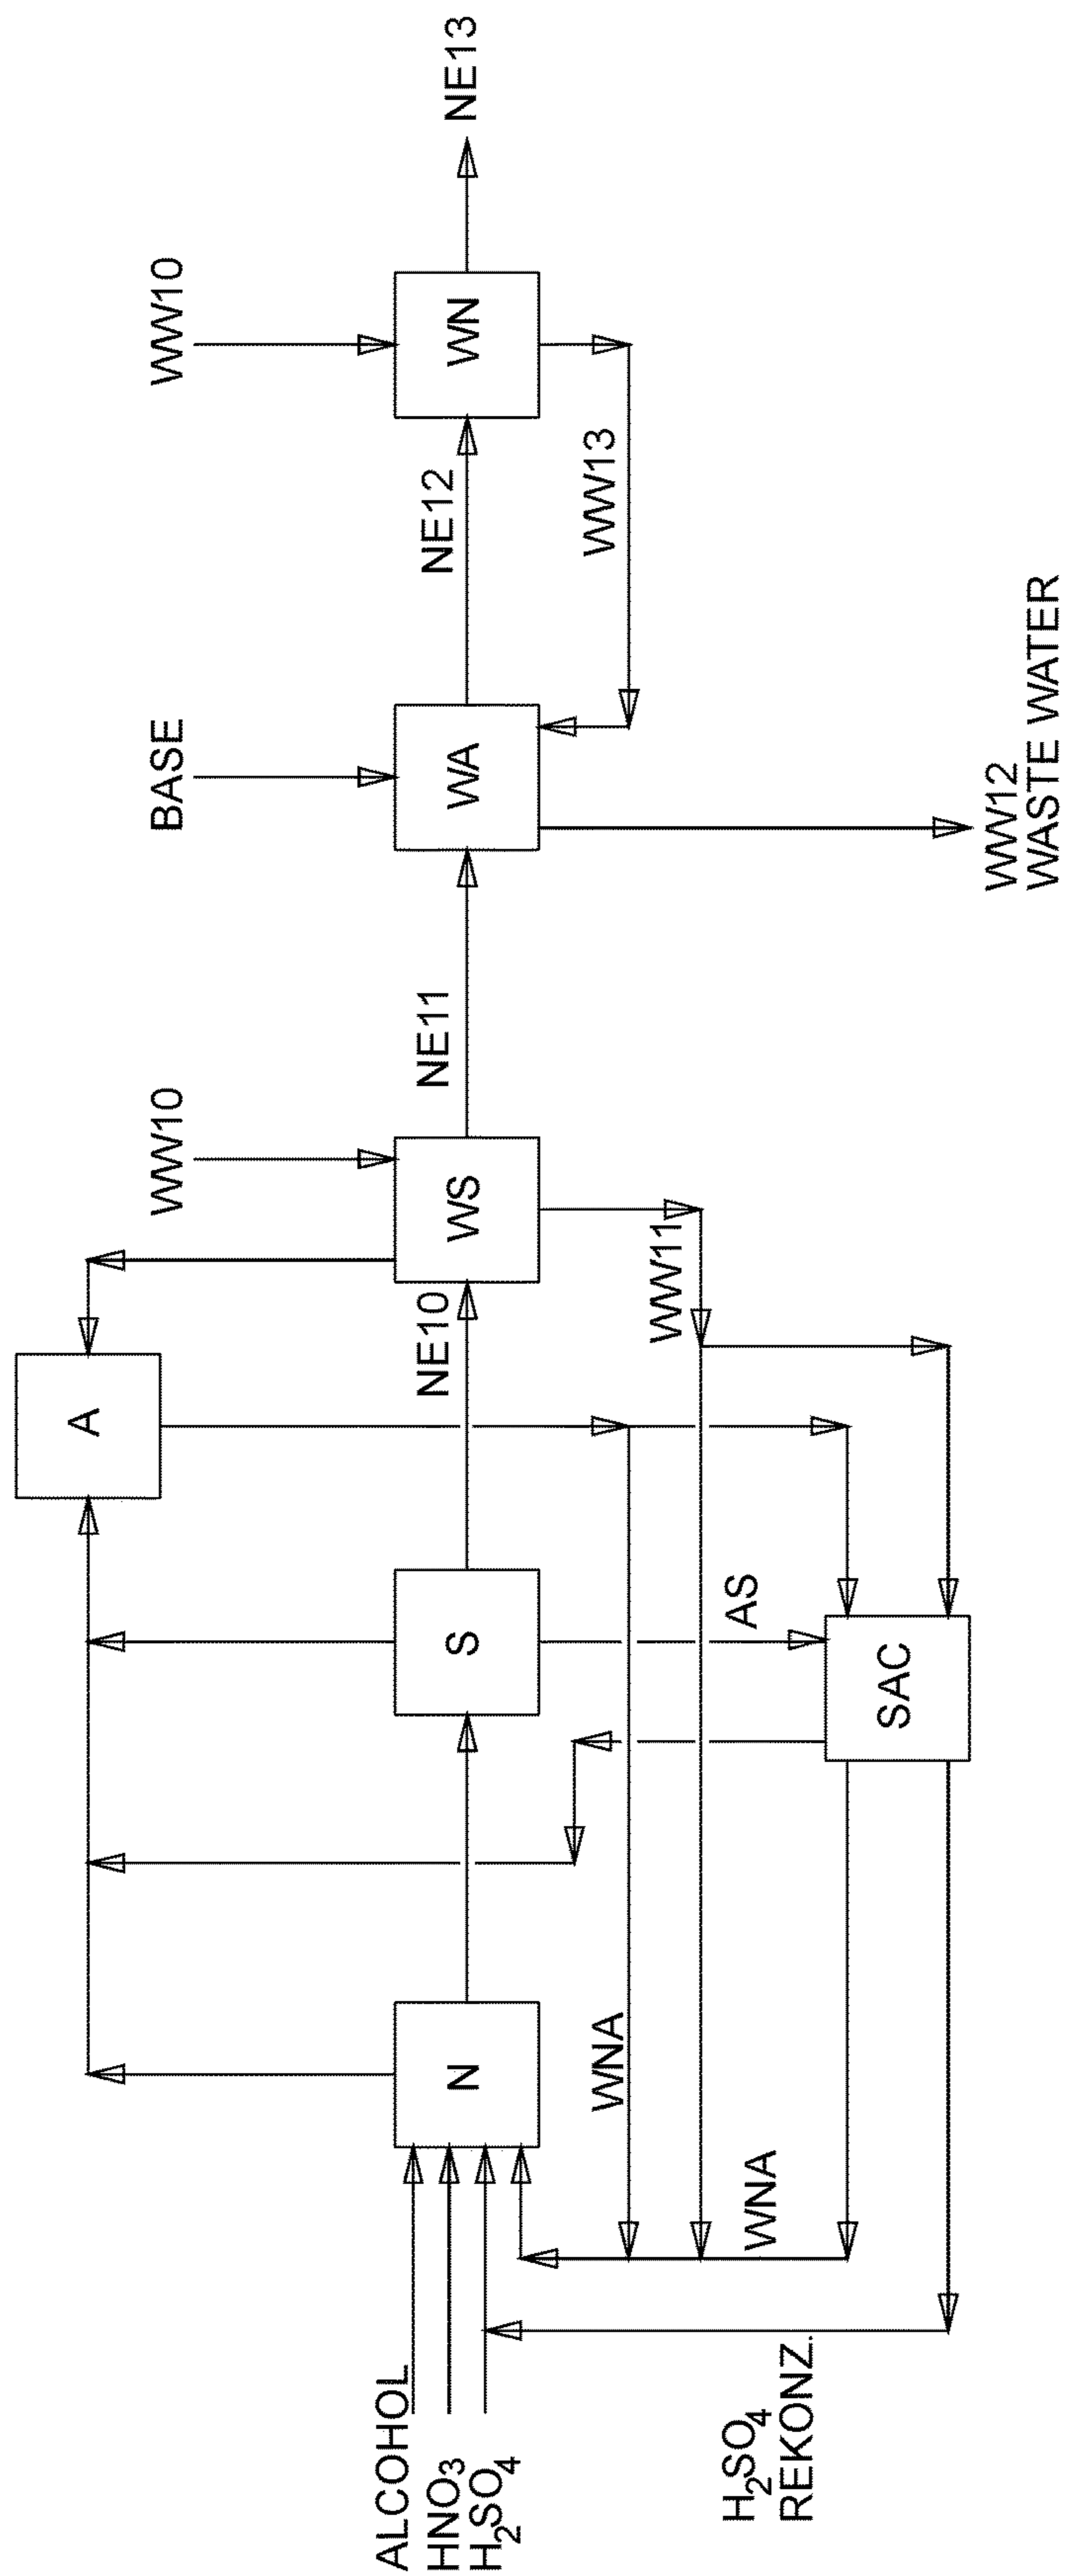 A
WW10
BASE
WW10
ALCOHOL
HNO₃
H₂SO₄
N
S
NE10
WS
NE11
WA
NE12
WN
NE13
WNA
WW13
WW11
AS
WNA
H₂SO₄
REKONZ.
SAC
WW12
WASTE WATER